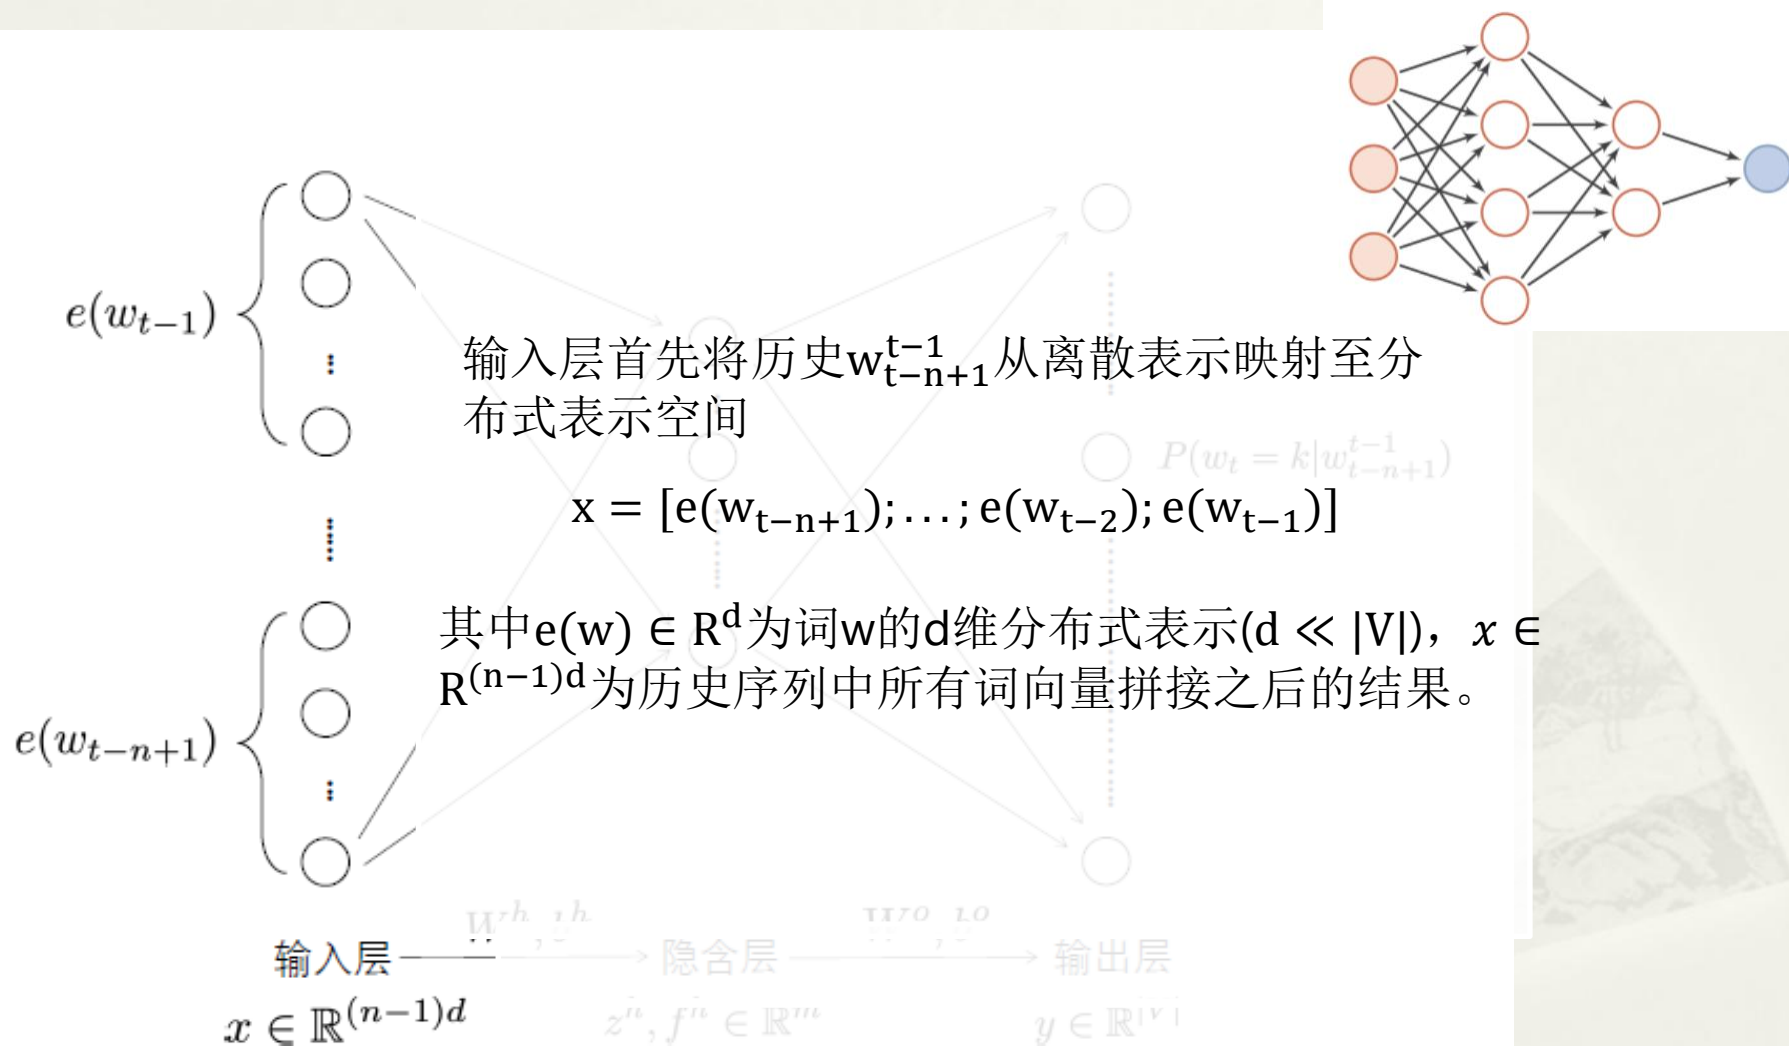 e(w_{t-1})
输入层首先将历史w_{t-n+1}^{t-1}从离散表示映射至分
布式表示空间
P(w_t = k|w_{t-n+1}^{t-1})
x = [e(w_{t-n+1}); ... ; e(w_{t-2}); e(w_{t-1})]
其中e(w) ∈ R^d为词w的d维分布式表示(d ≪ |V|)，x ∈
R^{(n-1)d}为历史序列中所有词向量拼接之后的结果。
e(w_{t-n+1})
输入层 隐含层 输出层
x ∈ ℝ^{(n-1)d} z^h, f^h ∈ ℝ^m y ∈ ℝ^{|V|}